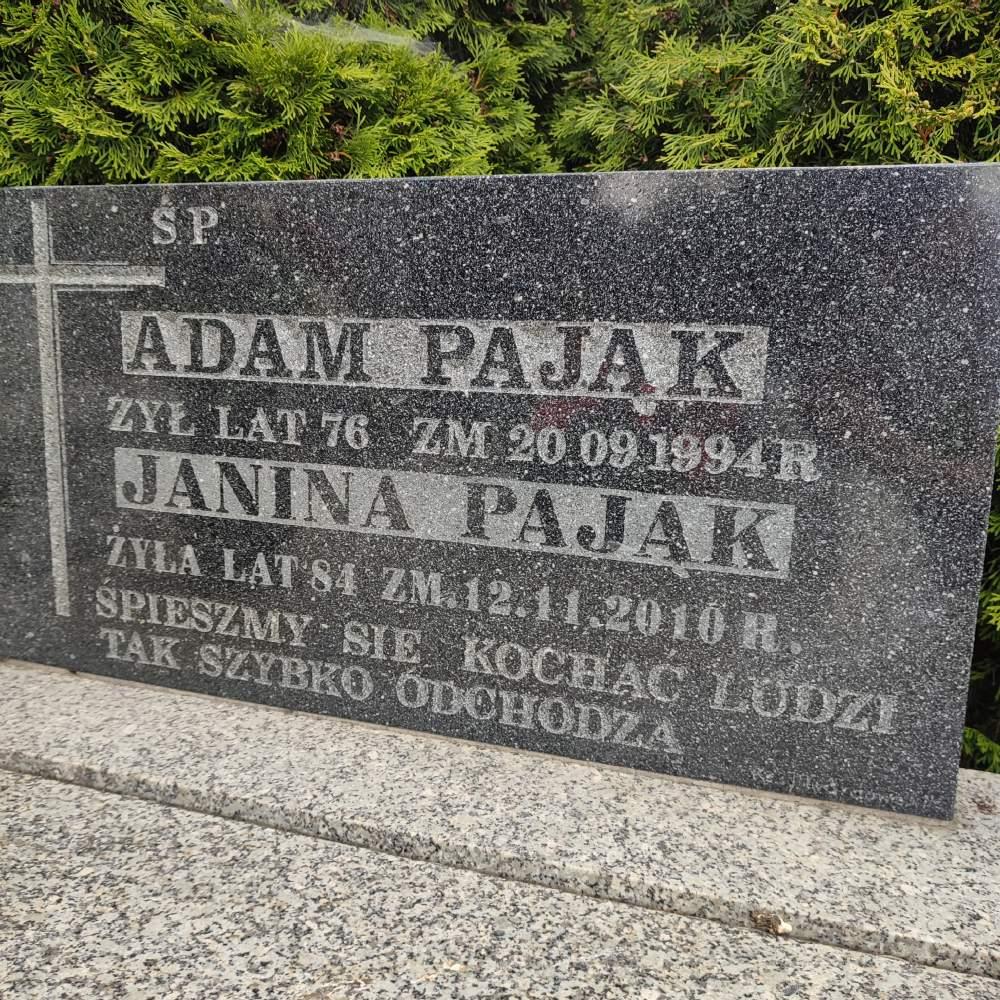 Ś.P.
ADAM PAJĄK
ŻYŁ LAT 76 ZM 20.09.1994 R
JANINA PAJĄK
ŻYŁA LAT 84 ZM.12.11.2010 R.
ŚPIESZMY SIĘ KOCHAĆ LUDZI
TAK SZYBKO ODCHODZĄ